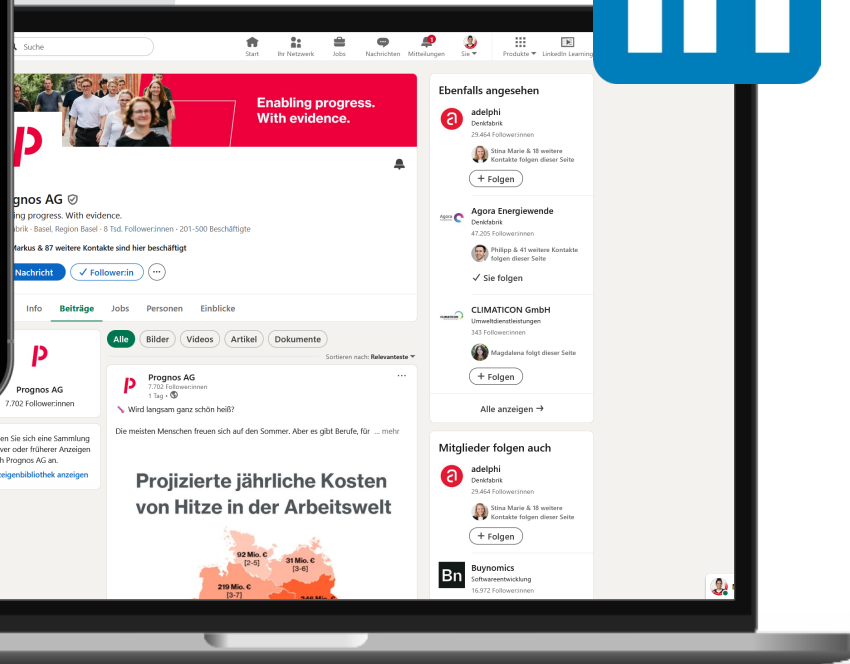 Suche
Start
Ihr Netzwerk
Jobs
Nachrichten
Mitteilungen
Sie
Produkte
LinkedIn Learning
Enabling progress.
With evidence.
gnos AG
ing progress. With evidence.
brik · Basel, Region Basel · 8 Tsd. Follower:innen · 201-500 Beschäftigte
Markus & 87 weitere Kontakte sind hier beschäftigt
Nachricht
✓ Follower:in
Info
Beiträge
Jobs
Personen
Einblicke
Prognos AG
7.702 Follower:innen
en Sie sich eine Sammlung
ver oder früherer Anzeigen
h Prognos AG an.
eigenbibliothek anzeigen
Alle
Bilder
Videos
Artikel
Dokumente
Sortieren nach: Relevanteste
Prognos AG
7.702 Follower:innen
1 Tag •
Wird langsam ganz schön heiß?
Die meisten Menschen freuen sich auf den Sommer. Aber es gibt Berufe, für ... mehr
Projizierte jährliche Kosten
von Hitze in der Arbeitswelt
92 Mio. €
[2-5]
31 Mio. €
[3-6]
219 Mio. €
[3-7]
Ebenfalls angesehen
adelphi
Denkfabrik
29.464 Follower:innen
Stina Marie & 18 weitere
Kontakte folgen dieser Seite
+ Folgen
Agora Energiewende
Denkfabrik
47.205 Follower:innen
Philipp & 41 weitere Kontakte
folgen dieser Seite
✓ Sie folgen
CLIMATICON GmbH
Umweltdienstleistungen
343 Follower:innen
Magdalena folgt dieser Seite
+ Folgen
Alle anzeigen →
Mitglieder folgen auch
adelphi
Denkfabrik
29.464 Follower:innen
Stina Marie & 18 weitere
Kontakte folgen dieser Seite
+ Folgen
Bn
Buynomics
Softwareentwicklung
16.972 Follower:innen